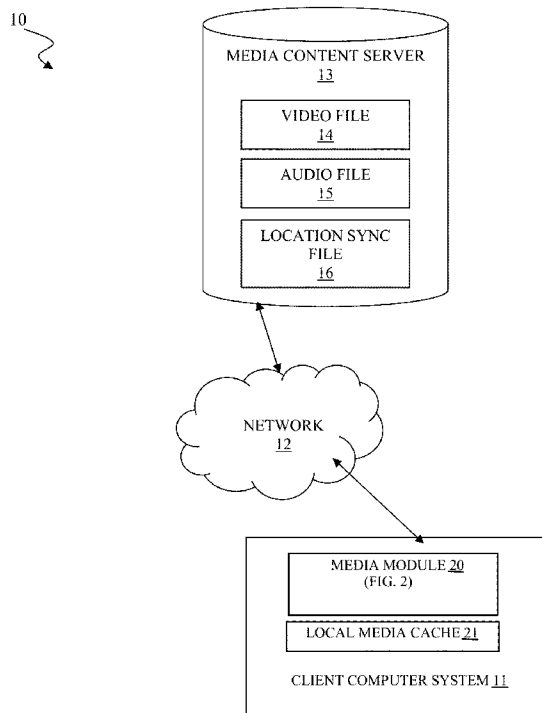 10
MEDIA CONTENT SERVER
13
VIDEO FILE
14
AUDIO FILE
15
LOCATION SYNC
FILE
16
NETWORK
12
MEDIA MODULE 20
(FIG. 2)
LOCAL MEDIA CACHE 21
CLIENT COMPUTER SYSTEM 11